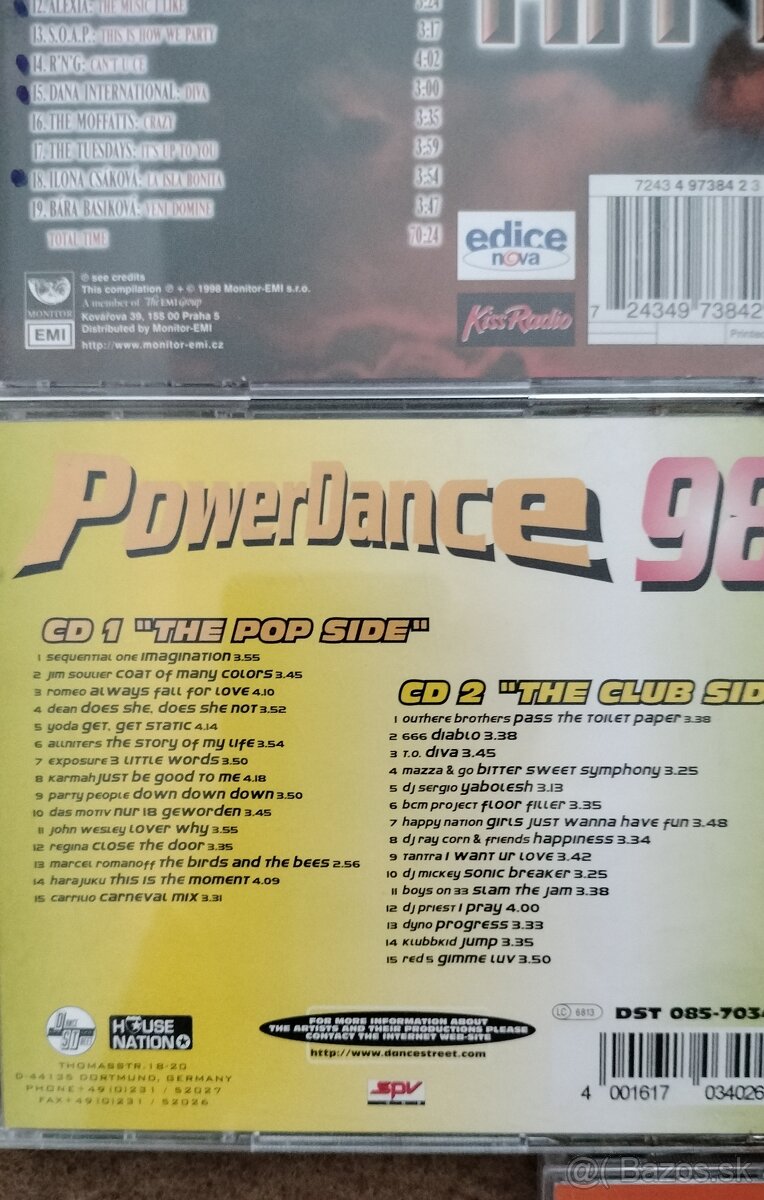 12. ALEXIA: THE MUSIC I LIKE 3:24
13. S.O.A.P.: THIS IS HOW WE PARTY 3:17
14. R'N'G: CAN'T U CE 4:02
15. DANA INTERNATIONAL: DIVA 3:00
16. THE MOFFATTS: CRAZY 3:35
17. THE TUESDAYS: IT'S UP TO YOU 3:59
18. ILONA CSÁKOVÁ: LA ISLA BONITA 3:54
19. BÁRA BASIKOVÁ: VENI DOMINE 3:47
TOTAL TIME 70:24
MONITOR
EMI
℗ see credits
This compilation ℗ + © 1998 Monitor-EMI s.r.o.
A member of The EMI Group
Kovářova 39, 155 00 Praha 5
Distributed by Monitor-EMI
http://www.monitor-emi.cz
edice
nova
Kiss Radio
7243 4 97384 2 3
7 24349 73842
Printed
PowerDance 98
CD 1 "THE POP SIDE"
1 sequential one imagination 3.55
2 jim soulier coat of many colors 3.45
3 romeo always fall for love 4.10
4 dean does she, does she not 3.52
5 yoda get, get static 4.14
6 allniters the story of my life 3.54
7 exposure 3 little words 3.50
8 karmah just be good to me 4.18
9 party people down down down 3.50
10 das motiv nur 18 geworden 3.45
11 john wesley lover why 3.55
12 regina close the door 3.35
13 marcel romanoff the birds and the bees 2.56
14 harajuku this is the moment 4.09
15 carrilio carneval mix 3.31
CD 2 "THE CLUB SID
1 outhere brothers pass the toilet paper 3.38
2 666 diablo 3.38
3 t.o. diva 3.45
4 mazza & go bitter sweet symphony 3.25
5 dj sergio yabolesh 3.13
6 bcm project floor filler 3.35
7 happy nation girls just wanna have fun 3.48
8 dj ray corn & friends happiness 3.34
9 tantra I want ur love 3.42
10 dj mickey sonic breaker 3.25
11 boys on 33 slam the jam 3.38
12 dj priest I pray 4.00
13 dyno progress 3.33
14 klubbkid jump 3.35
15 red 5 gimme luv 3.50
HOUSE
NATION
THOMASSTR. 18-20
D-44135 DORTMUND, GERMANY
PHONE +49 (0)231 / 52027
FAX +49 (0)231 / 52026
FOR MORE INFORMATION ABOUT
THE ARTISTS AND THEIR PRODUCTIONS PLEASE
CONTACT THE INTERNET WEB-SITE
http://www.dancestreet.com
spv
LC 6813
DST 085-7034
4 001617 034026
@( Bazos.sk